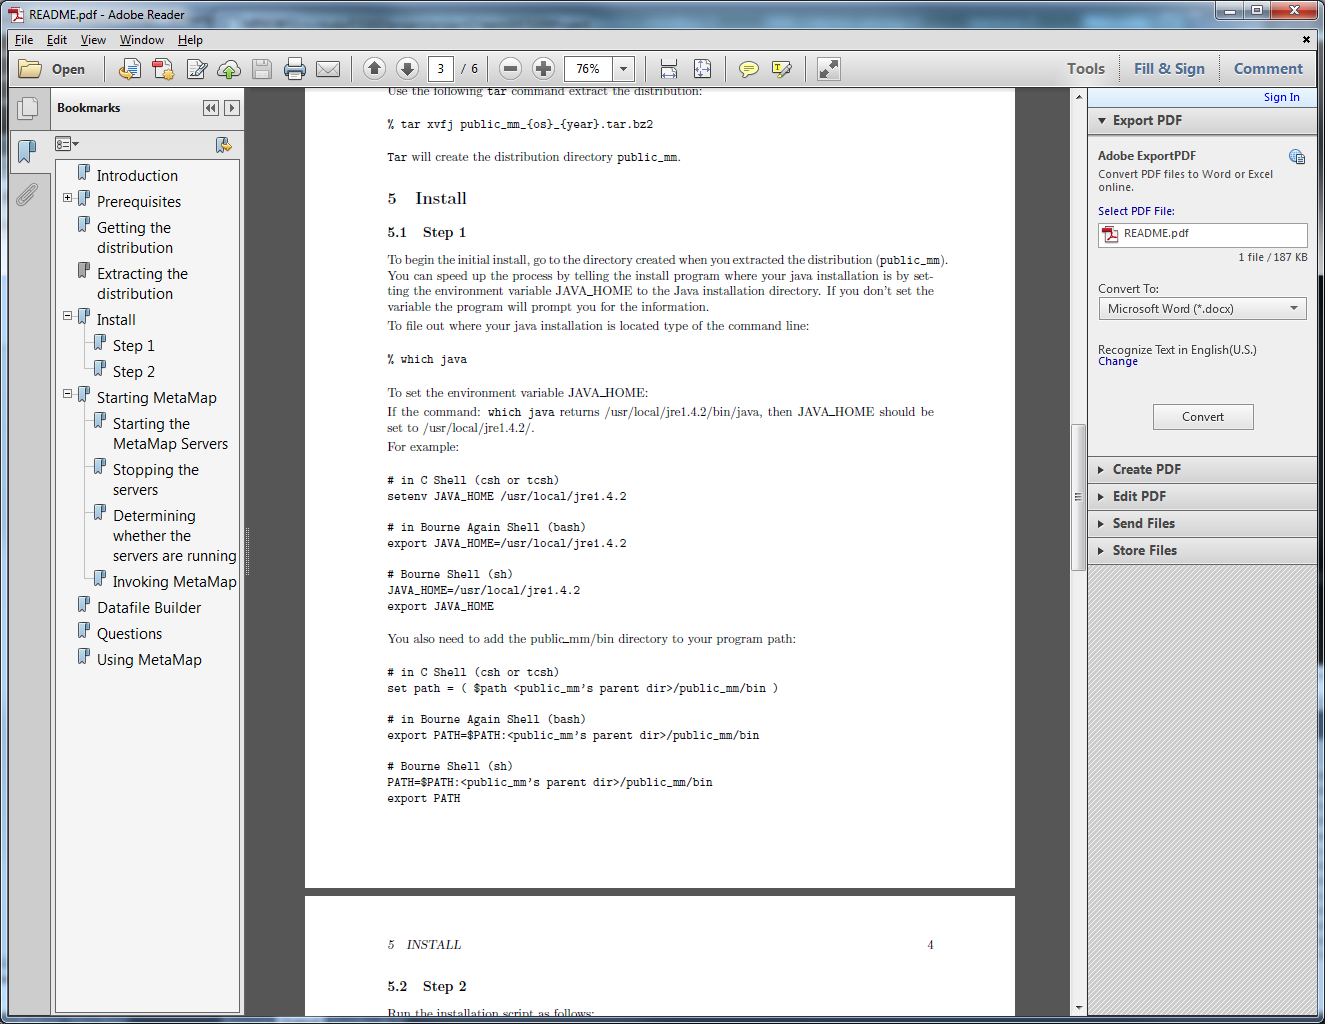 README.pdf - Adobe Reader
File Edit View Window Help
Open 3 / 6 76% Tools Fill & Sign Comment
Bookmarks
Introduction
Prerequisites
Getting the
distribution
Extracting the
distribution
Install
Step 1
Step 2
Starting MetaMap
Starting the
MetaMap Servers
Stopping the
servers
Determining
whether the
servers are running
Invoking MetaMap
Datafile Builder
Questions
Using MetaMap
Use the following tar command extract the distribution:
% tar xvfj public_mm_{os}_{year}.tar.bz2
Tar will create the distribution directory public_mm.
5 Install
5.1 Step 1
To begin the initial install, go to the directory created when you extracted the distribution (public_mm).
You can speed up the process by telling the install program where your java installation is by set-
ting the environment variable JAVA_HOME to the Java installation directory. If you don't set the
variable the program will prompt you for the information.
To file out where your java installation is located type of the command line:
% which java
To set the environment variable JAVA_HOME:
If the command: which java returns /usr/local/jre1.4.2/bin/java, then JAVA_HOME should be
set to /usr/local/jre1.4.2/.
For example:
# in C Shell (csh or tcsh)
setenv JAVA_HOME /usr/local/jre1.4.2
# in Bourne Again Shell (bash)
export JAVA_HOME=/usr/local/jre1.4.2
# Bourne Shell (sh)
JAVA_HOME=/usr/local/jre1.4.2
export JAVA_HOME
You also need to add the public_mm/bin directory to your program path:
# in C Shell (csh or tcsh)
set path = ( $path <public_mm's parent dir>/public_mm/bin )
# in Bourne Again Shell (bash)
export PATH=$PATH:<public_mm's parent dir>/public_mm/bin
# Bourne Shell (sh)
PATH=$PATH:<public_mm's parent dir>/public_mm/bin
export PATH
5 INSTALL 4
5.2 Step 2
Run the installation script as follows:
Sign In
Export PDF
Adobe ExportPDF
Convert PDF files to Word or Excel
online.
Select PDF File:
README.pdf
1 file / 187 KB
Convert To:
Microsoft Word (*.docx)
Recognize Text in English(U.S.)
Change
Convert
Create PDF
Edit PDF
Send Files
Store Files